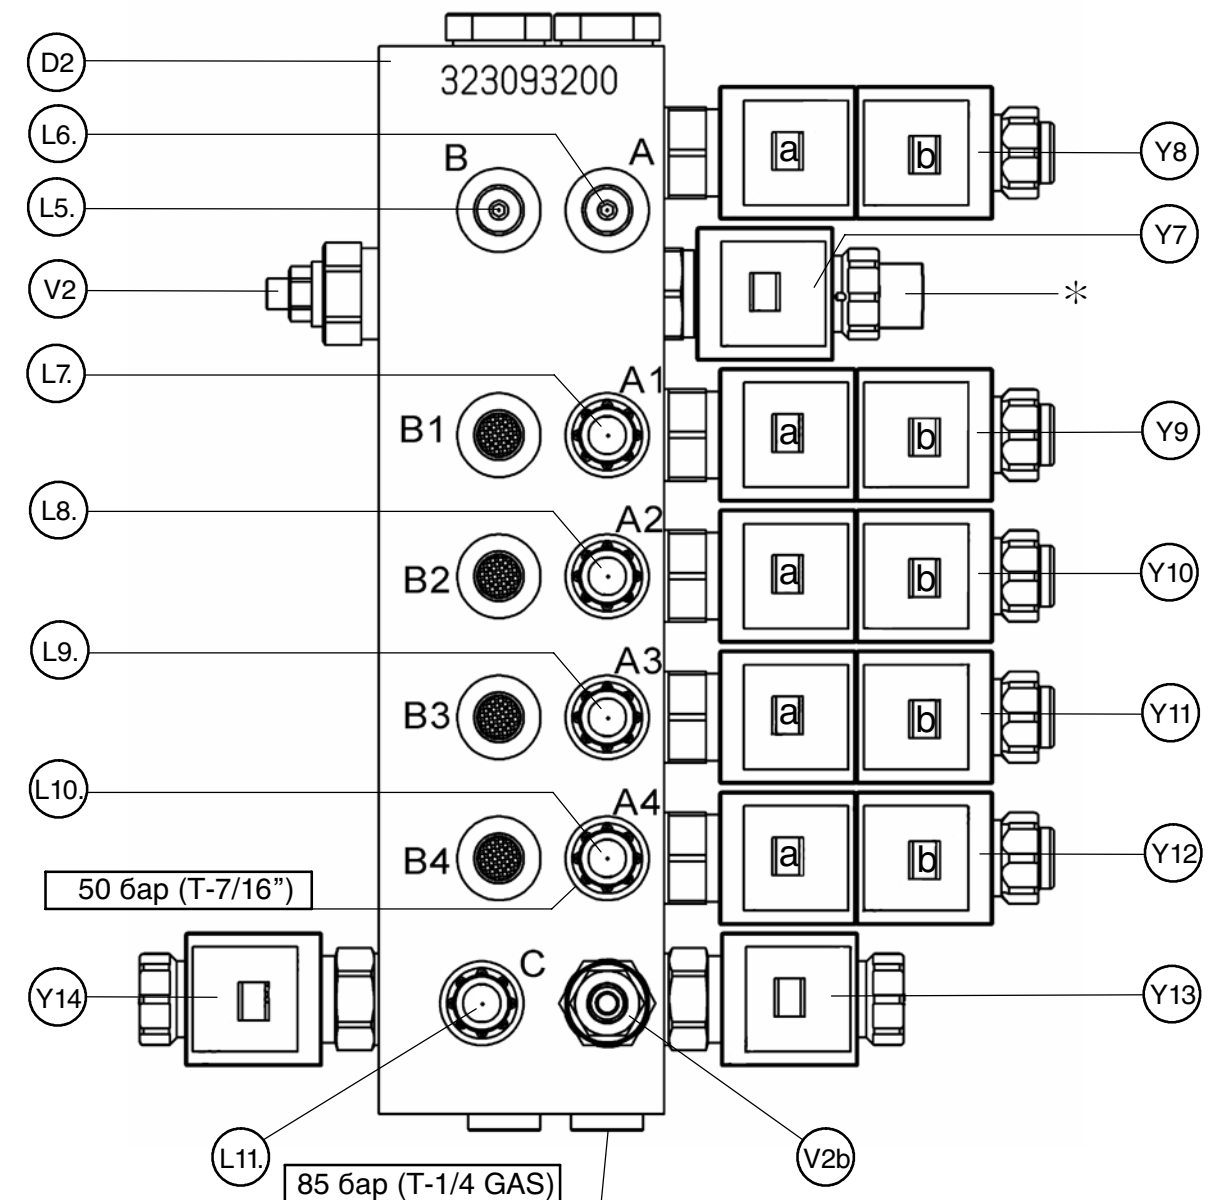 D2
323093200
L6.
B
A
a
b
Y8
L5.
Y7
V2
*
L7.
A1
B1
a
b
Y9
L8.
A2
B2
a
b
Y10
L9.
A3
B3
a
b
Y11
L10.
A4
B4
a
b
Y12
50 бар (T-7/16”)
C
Y14
Y13
L11.
V2b
85 бар (T-1/4 GAS)